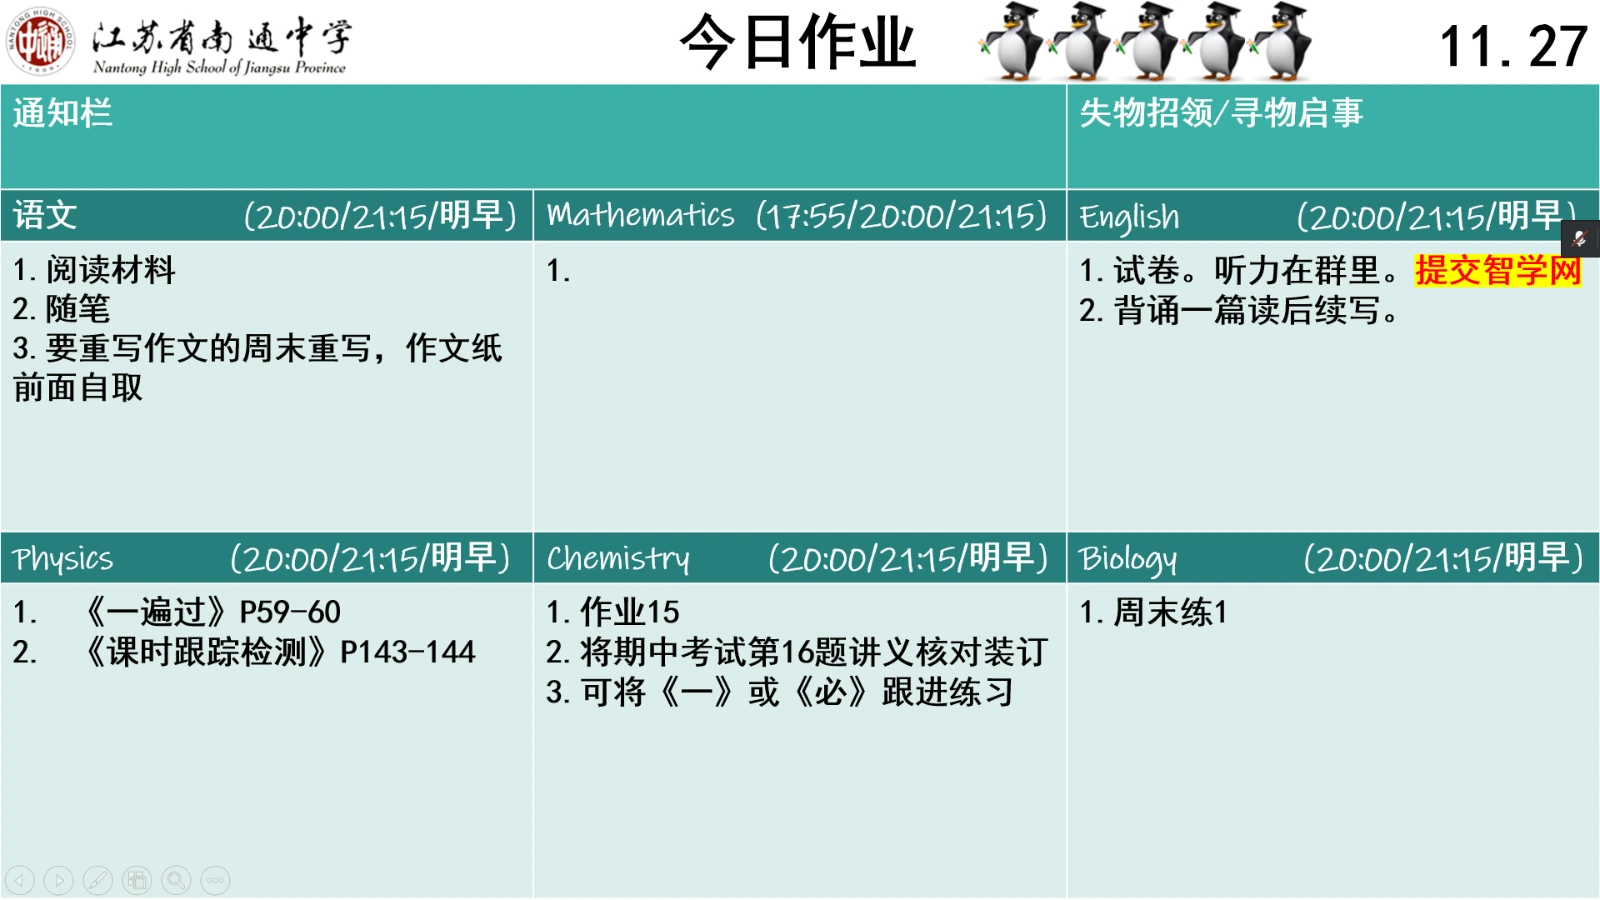 江苏省南通中学
Nantong High School of Jiangsu Province
今日作业
11.27
通知栏
失物招领/寻物启事
语文 (20:00/21:15/明早)
Mathematics (17:55/20:00/21:15)
English (20:00/21:15/明早)
1.阅读材料
2.随笔
3.要重写作文的周末重写，作文纸
前面自取
1.
1.试卷。听力在群里。提交智学网
2.背诵一篇读后续写。
Physics (20:00/21:15/明早)
Chemistry (20:00/21:15/明早)
Biology (20:00/21:15/明早)
1. 《一遍过》P59-60
2. 《课时跟踪检测》P143-144
1.作业15
2.将期中考试第16题讲义核对装订
3.可将《一》或《必》跟进练习
1.周末练1